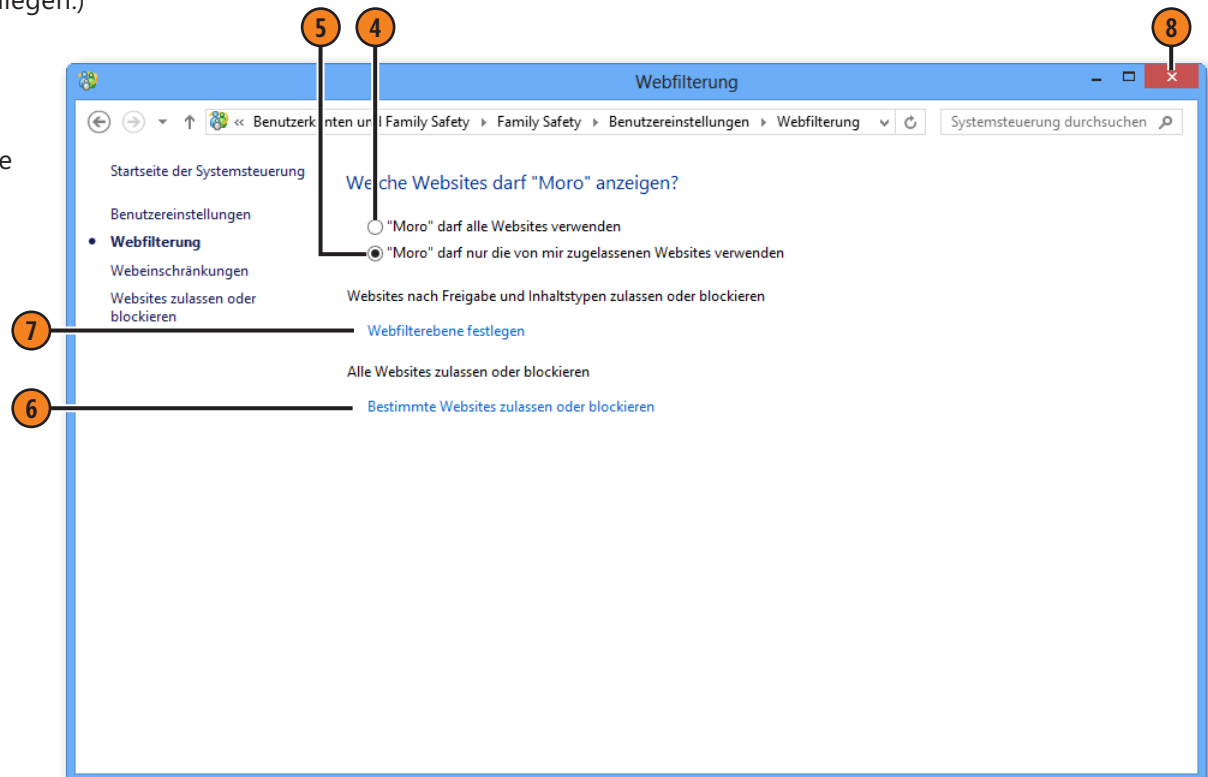 legen.)
5
4
8
Webfilterung
« Benutzerkonten und Family Safety ▸ Family Safety ▸ Benutzereinstellungen ▸ Webfilterung
Systemsteuerung durchsuchen
e
Startseite der Systemsteuerung
Benutzereinstellungen
• Webfilterung
Webeinschränkungen
Websites zulassen oder
blockieren
Welche Websites darf "Moro" anzeigen?
"Moro" darf alle Websites verwenden
"Moro" darf nur die von mir zugelassenen Websites verwenden
Websites nach Freigabe und Inhaltstypen zulassen oder blockieren
7
Webfilterebene festlegen
Alle Websites zulassen oder blockieren
6
Bestimmte Websites zulassen oder blockieren